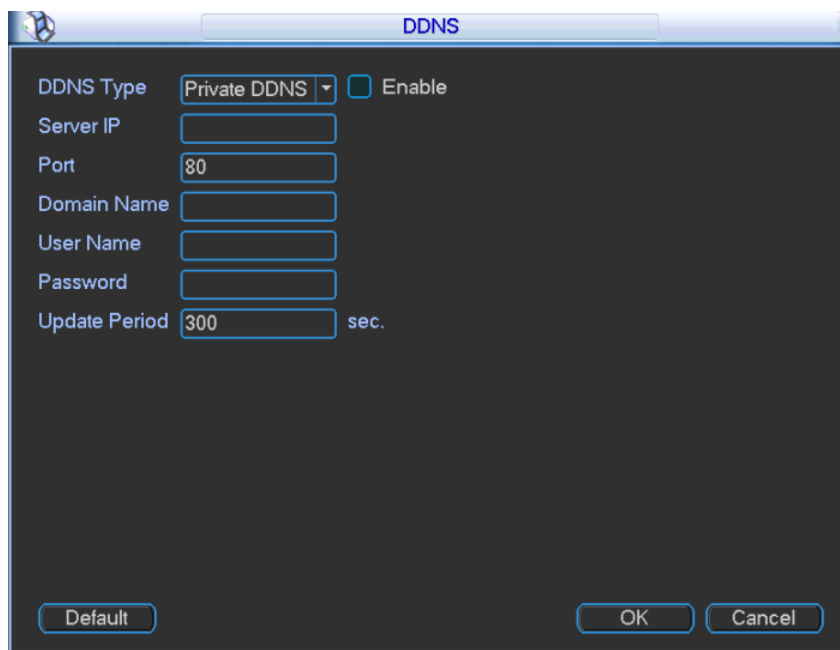 DDNS
DDNS Type Private DDNS Enable
Server IP
Port 80
Domain Name
User Name
Password
Update Period 300 sec.
Default OK Cancel